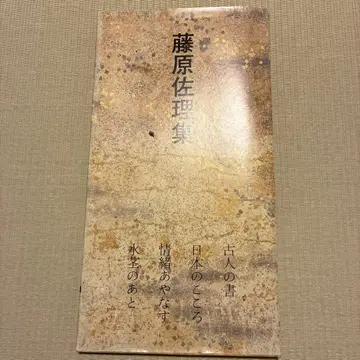 藤原佐理集
古人の書
日本のこころ
情緒あやなす
水茎のあと